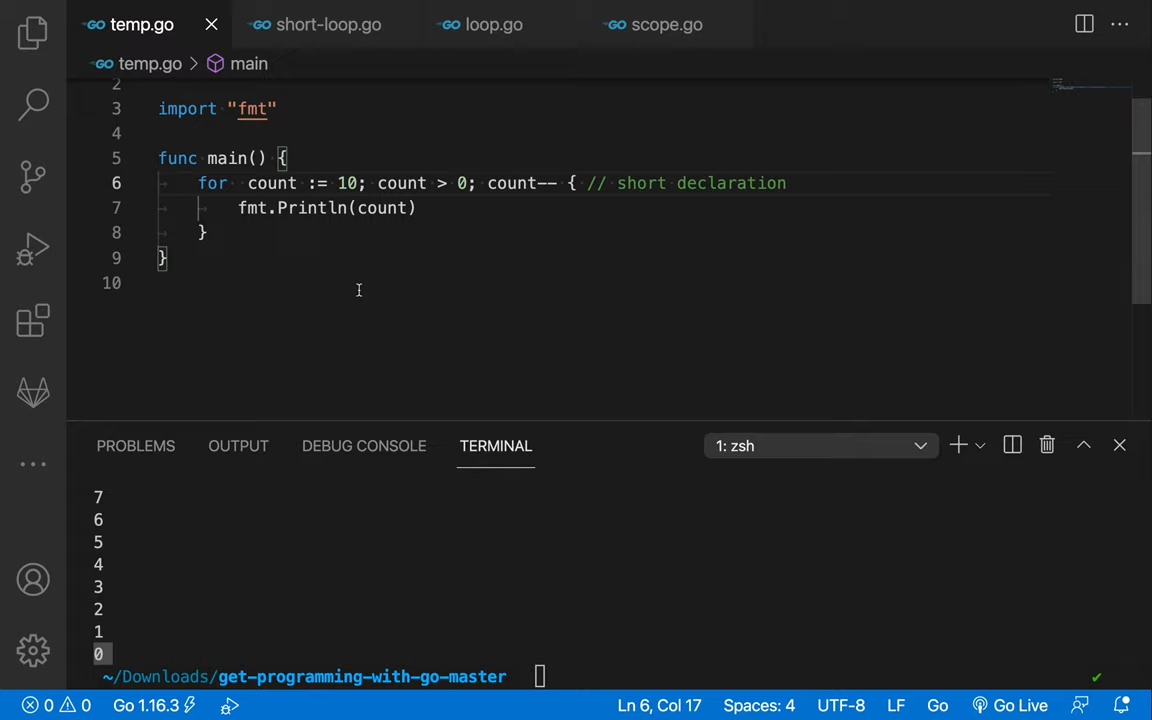 GO temp.go
GO short-loop.go
GO loop.go
GO scope.go
GO temp.go > main
2
3 import "fmt"
4
5 func main() {
6 for  count := 10; count > 0; count-- { // short declaration
7 fmt.Println(count)
8 }
9 }
10
PROBLEMS OUTPUT DEBUG CONSOLE TERMINAL 1: zsh
7
6
5
4
3
2
1
0
~/Downloads/get-programming-with-go-master
0 0 Go 1.16.3 Ln 6, Col 17 Spaces: 4 UTF-8 LF Go Go Live